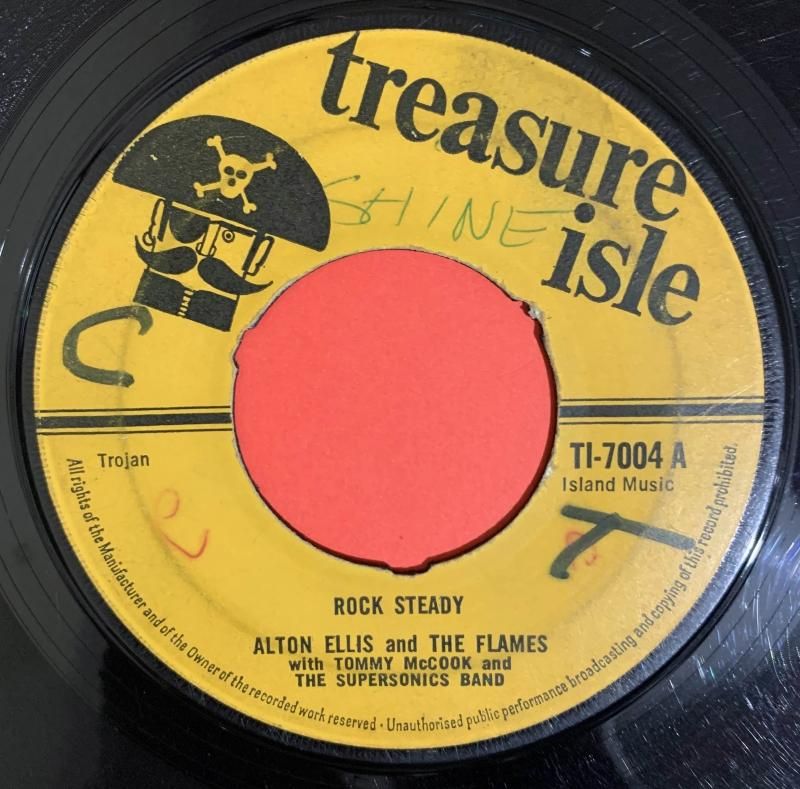 treasure
isle
SHINE
C
Trojan
TI-7004 A
Island Music
T
ROCK STEADY
ALTON ELLIS and THE FLAMES
with TOMMY McCOOK and
THE SUPERSONICS BAND
All rights of the Manufacturer and of the Owner of the recorded work reserved · Unauthorised public performance broadcasting and copying of this record prohibited.